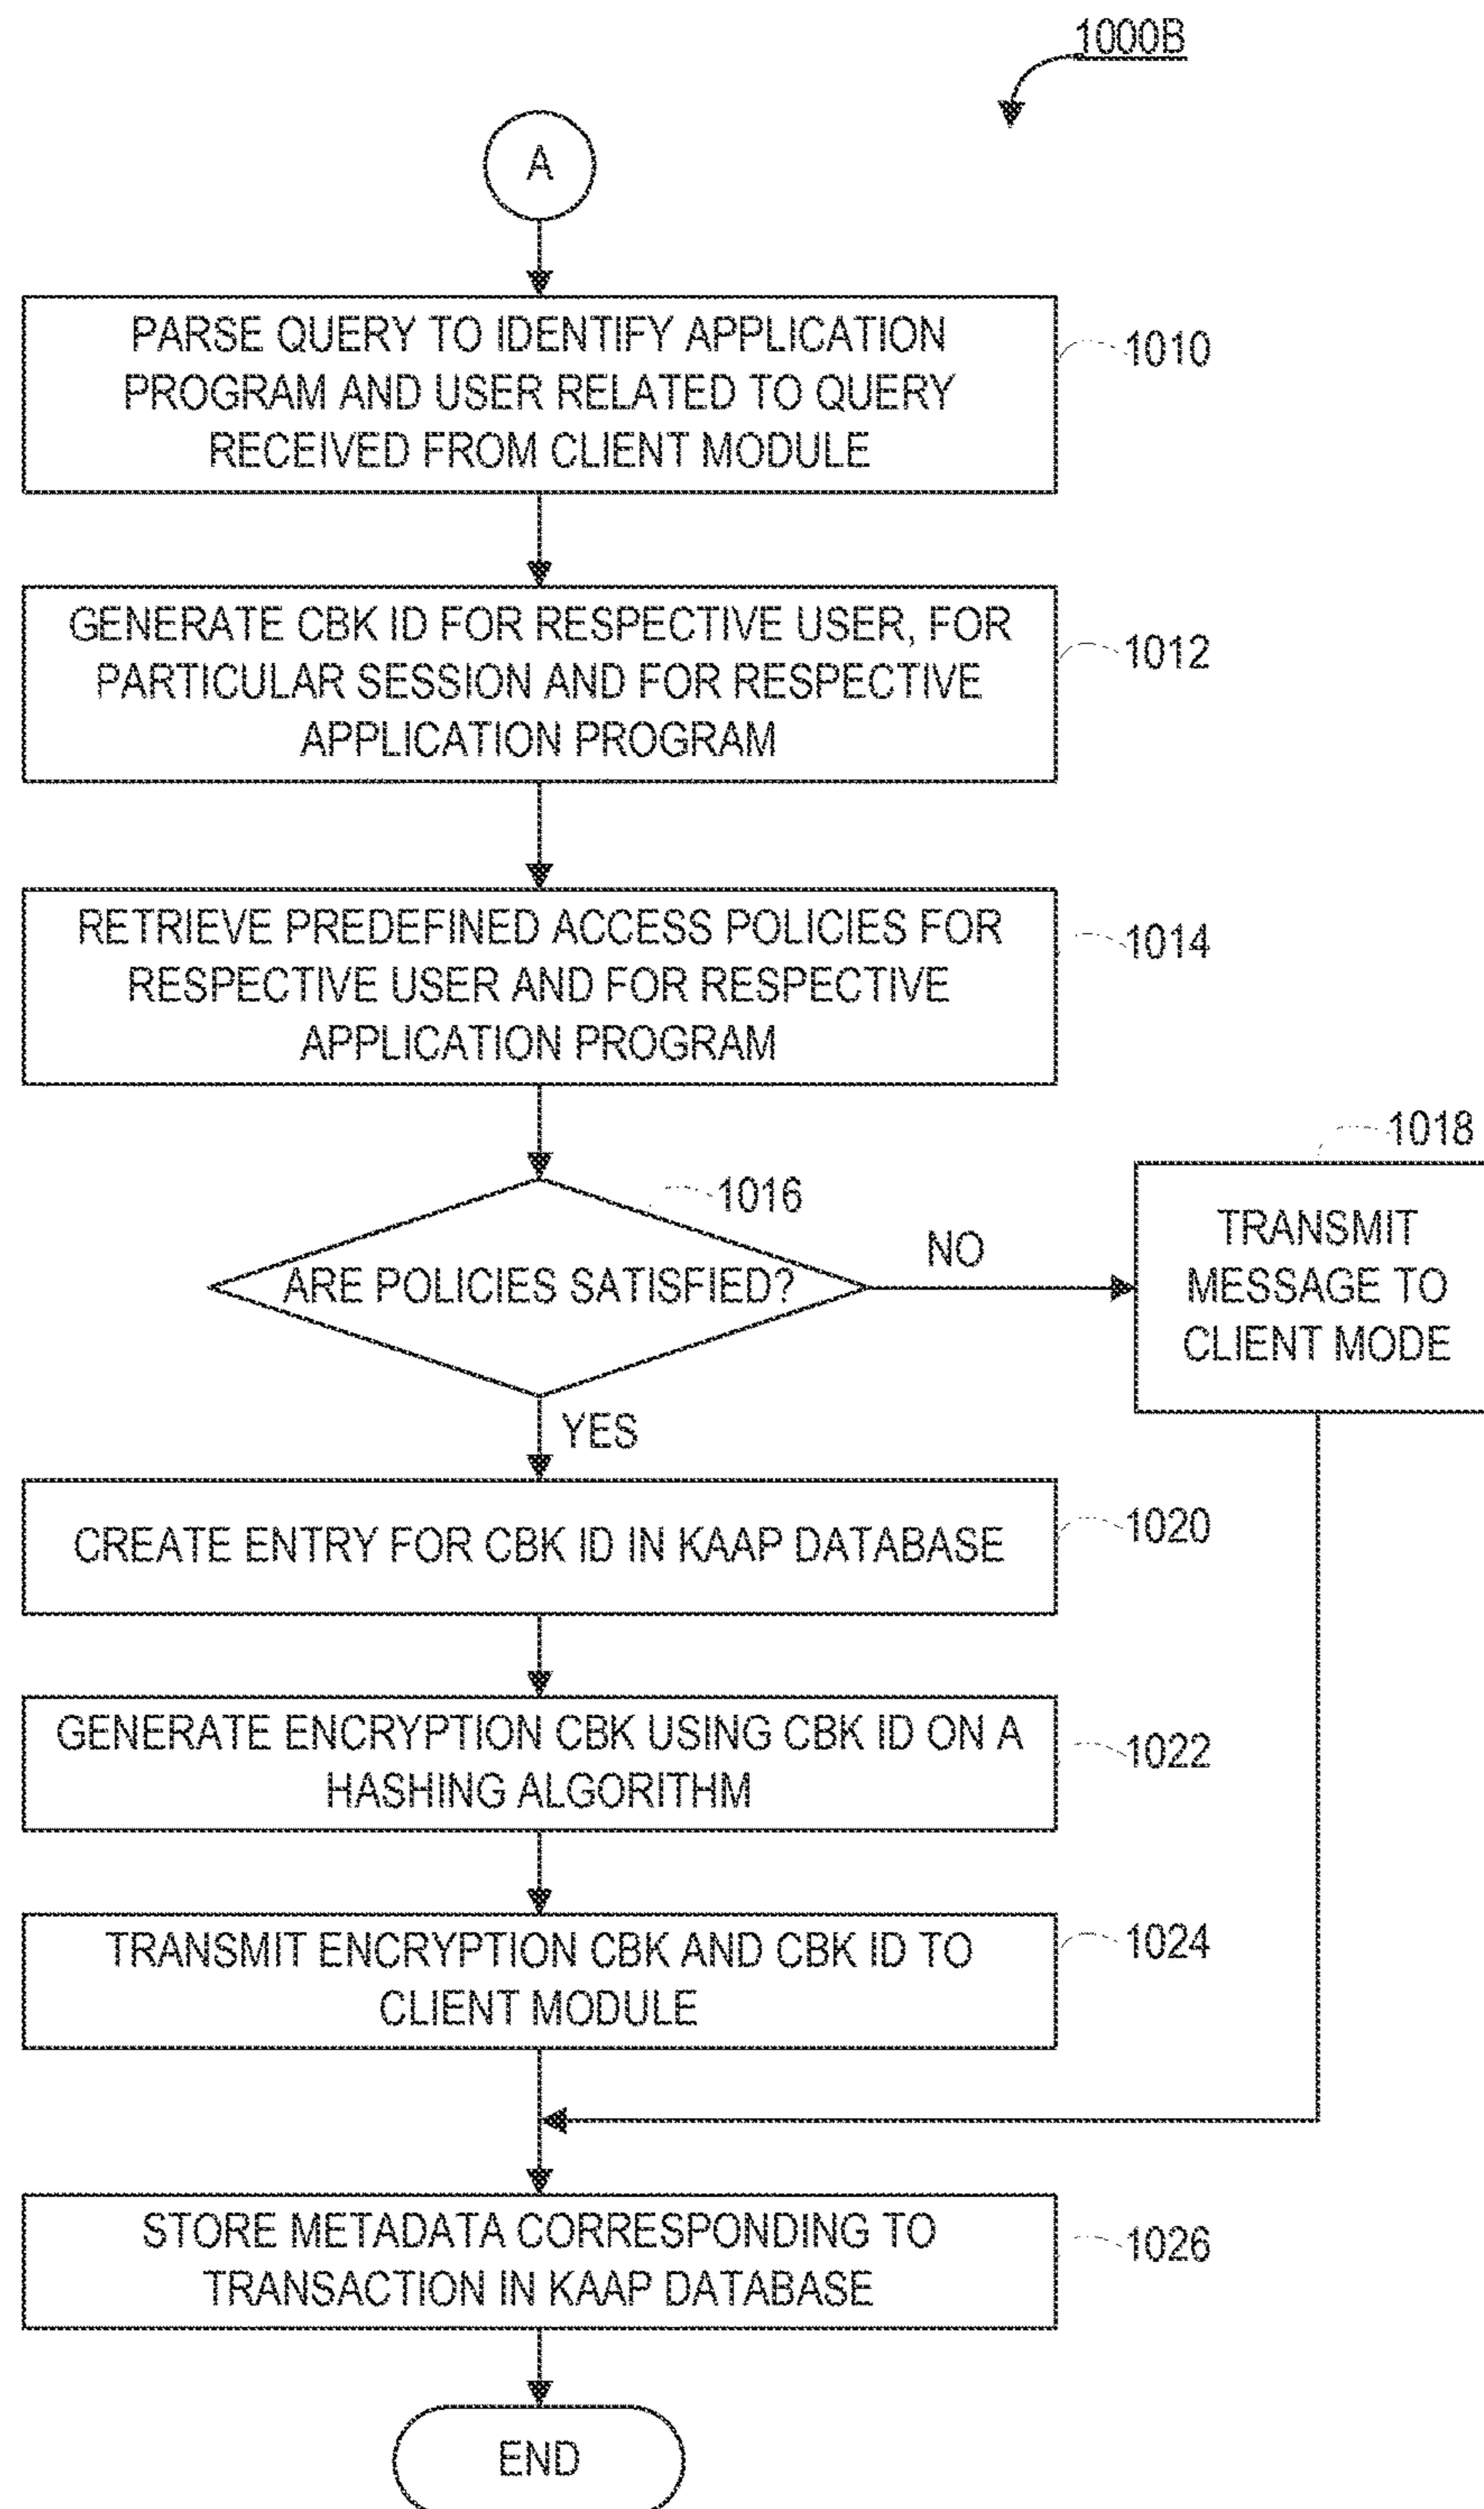 1000B
A
PARSE QUERY TO IDENTIFY APPLICATION
PROGRAM AND USER RELATED TO QUERY
RECEIVED FROM CLIENT MODULE
1010
GENERATE CBK ID FOR RESPECTIVE USER, FOR
PARTICULAR SESSION AND FOR RESPECTIVE
APPLICATION PROGRAM
1012
RETRIEVE PREDEFINED ACCESS POLICIES FOR
RESPECTIVE USER AND FOR RESPECTIVE
APPLICATION PROGRAM
1014
1016
ARE POLICIES SATISFIED?
NO
1018
TRANSMIT
MESSAGE TO
CLIENT MODE
YES
CREATE ENTRY FOR CBK ID IN KAAP DATABASE
1020
GENERATE ENCRYPTION CBK USING CBK ID ON A
HASHING ALGORITHM
1022
TRANSMIT ENCRYPTION CBK AND CBK ID TO
CLIENT MODULE
1024
STORE METADATA CORRESPONDING TO
TRANSACTION IN KAAP DATABASE
1026
END